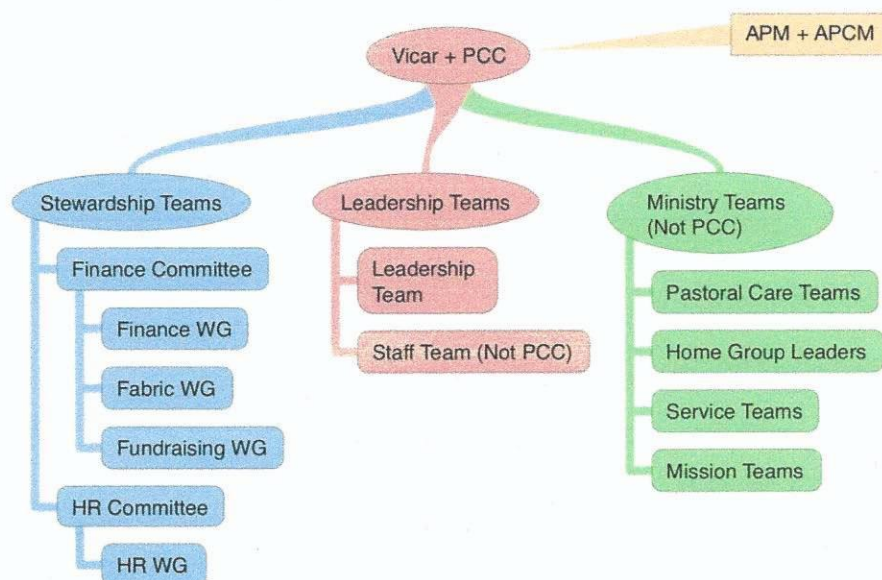 APM + APCM
Vicar + PCC
Stewardship Teams
Finance Committee
Finance WG
Fabric WG
Fundraising WG
HR Committee
HR WG
Leadership Teams
Leadership
Team
Staff Team (Not PCC)
Ministry Teams
(Not PCC)
Pastoral Care Teams
Home Group Leaders
Service Teams
Mission Teams